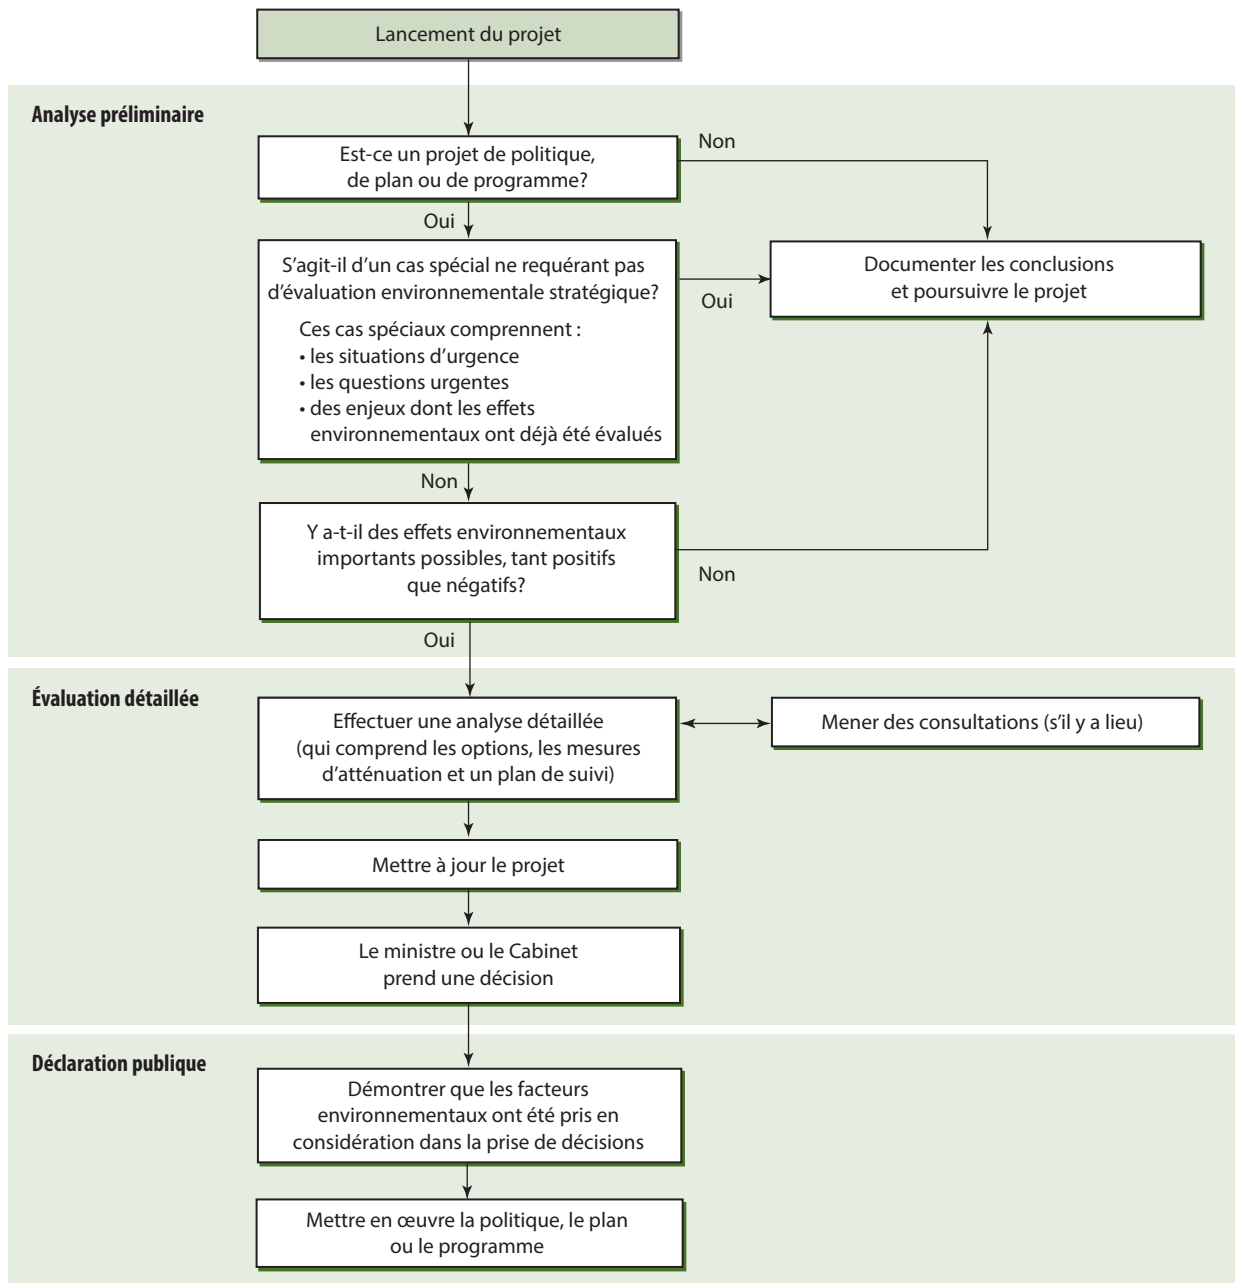 Lancement du projet
Analyse préliminaire
Est-ce un projet de politique,
de plan ou de programme?
Non
Oui
S’agit-il d’un cas spécial ne requérant pas
d’évaluation environnementale stratégique?
Ces cas spéciaux comprennent :
• les situations d’urgence
• les questions urgentes
• des enjeux dont les effets
environnementaux ont déjà été évalués
Oui
Documenter les conclusions
et poursuivre le projet
Non
Y a-t-il des effets environnementaux
importants possibles, tant positifs
que négatifs?
Non
Oui
Évaluation détaillée
Effectuer une analyse détaillée
(qui comprend les options, les mesures
d’atténuation et un plan de suivi)
Mener des consultations (s’il y a lieu)
Mettre à jour le projet
Le ministre ou le Cabinet
prend une décision
Déclaration publique
Démontrer que les facteurs
environnementaux ont été pris en
considération dans la prise de décisions
Mettre en œuvre la politique, le plan
ou le programme